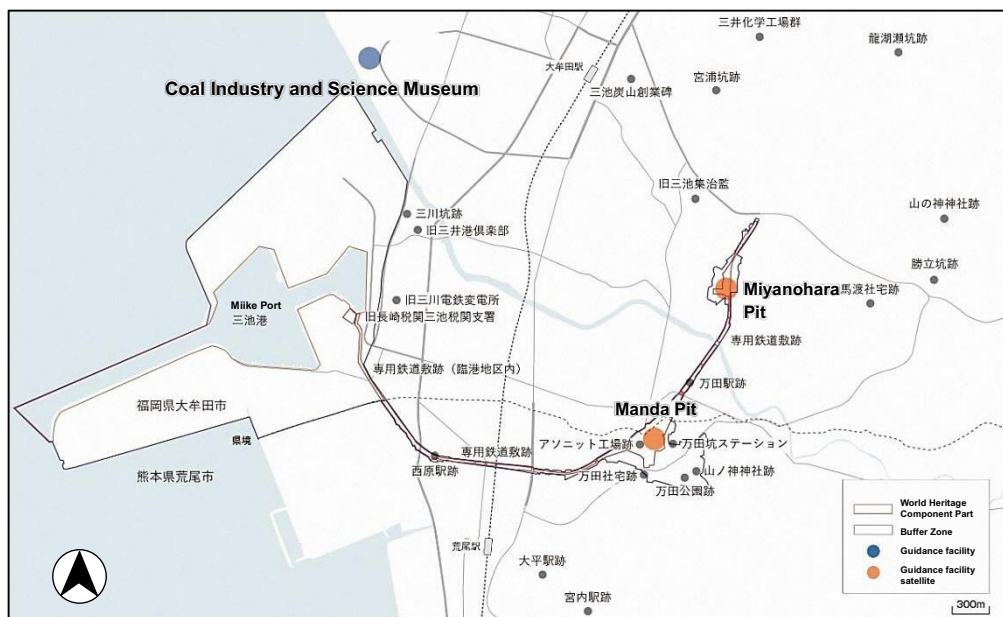 三井化学工場群
龍湖瀬坑跡
大牟田駅
宮浦坑跡
三池炭山創業碑
Coal Industry and Science Museum
旧三池集治監
山の神神社跡
三川坑跡
旧三井港倶楽部
勝立坑跡
Miyanohara
Pit
馬渡社宅跡
Miike Port
三池港
旧三川電鉄変電所
旧長崎税関三池税関支署
専用鉄道敷跡
専用鉄道敷跡(臨港地区内)
万田駅跡
福岡県大牟田市
Manda Pit
県境
アソニット工場跡
万田坑ステーション
熊本県荒尾市
専用鉄道敷跡
西原駅跡
万田社宅跡
山ノ神神社跡
万田公園跡
荒尾駅
大平駅跡
宮内駅跡
World Heritage
Component Part
Buffer Zone
Guidance facility
Guidance facility
satellite
300m